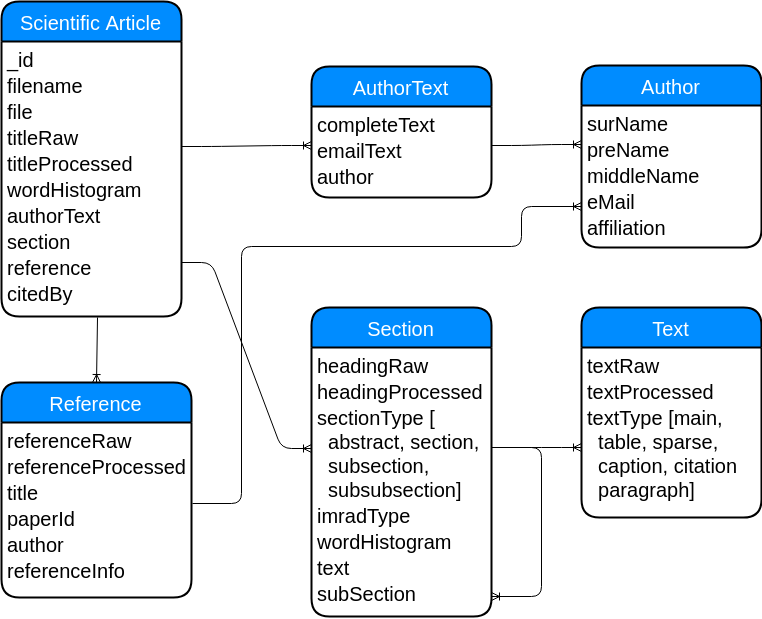 Scientific Article
_id
filename
file
titleRaw
titleProcessed
wordHistogram
authorText
section
reference
citedBy
AuthorText
completeText
emailText
author
Author
surName
preName
middleName
eMail
affiliation
Reference
referenceRaw
referenceProcessed
title
paperId
author
referenceInfo
Section
headingRaw
headingProcessed
sectionType [
abstract, section,
subsection,
subsubsection]
imradType
wordHistogram
text
subSection
Text
textRaw
textProcessed
textType [main,
table, sparse,
caption, citation
paragraph]